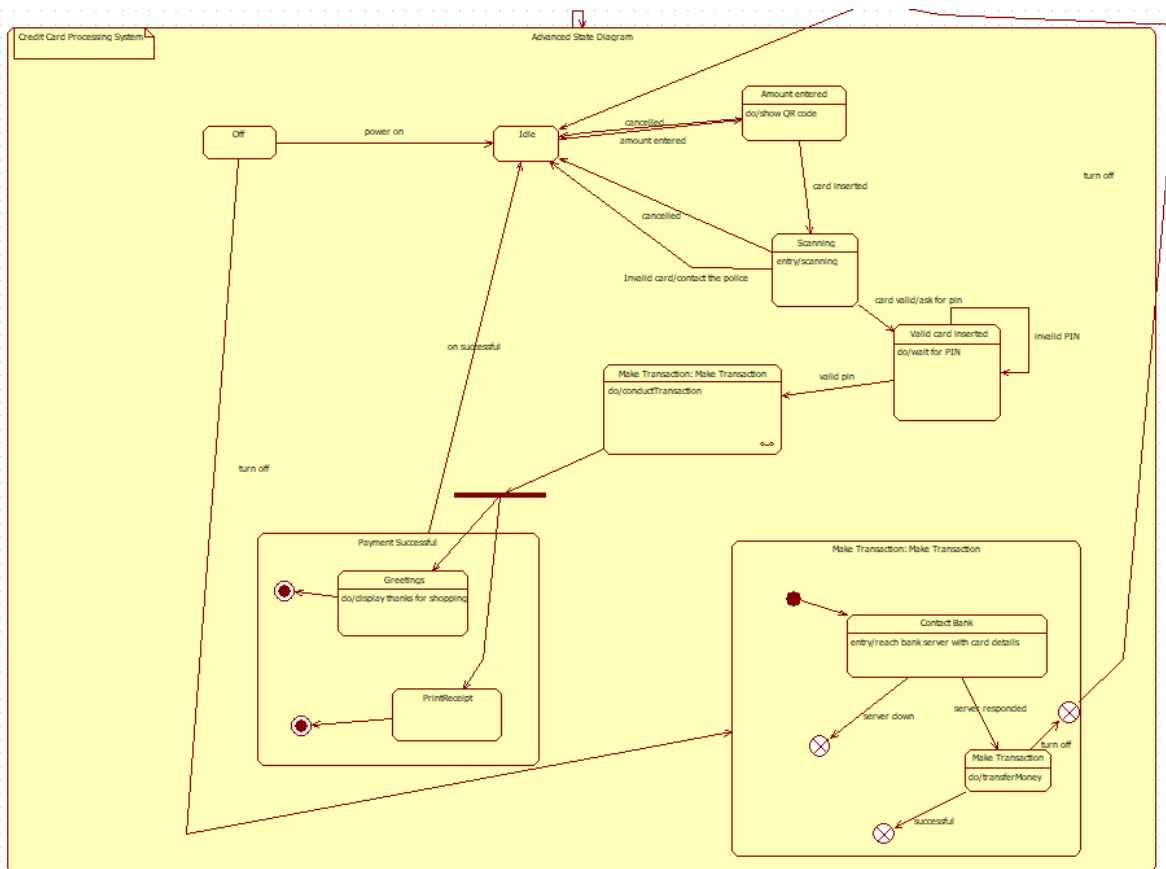 Credit Card Processing System
Advanced State Diagram
Amount entered
do/show QR code
Off
power on
Idle
cancelled
amount entered
turn off
card inserted
cancelled
Scanning
entry/scanning
Invalid card/contact the police
card valid/ask for pin
Valid card inserted
do/wait for PIN
invalid PIN
on successful
Make Transaction: Make Transaction
do/conductTransaction
valid pin
turn off
Payment Successful
Greetings
do/display thanks for shopping
PrintReceipt
Make Transaction: Make Transaction
Contact Bank
entry/reach bank server with card details
server down
server responded
turn off
Make Transaction
do/transferMoney
successful